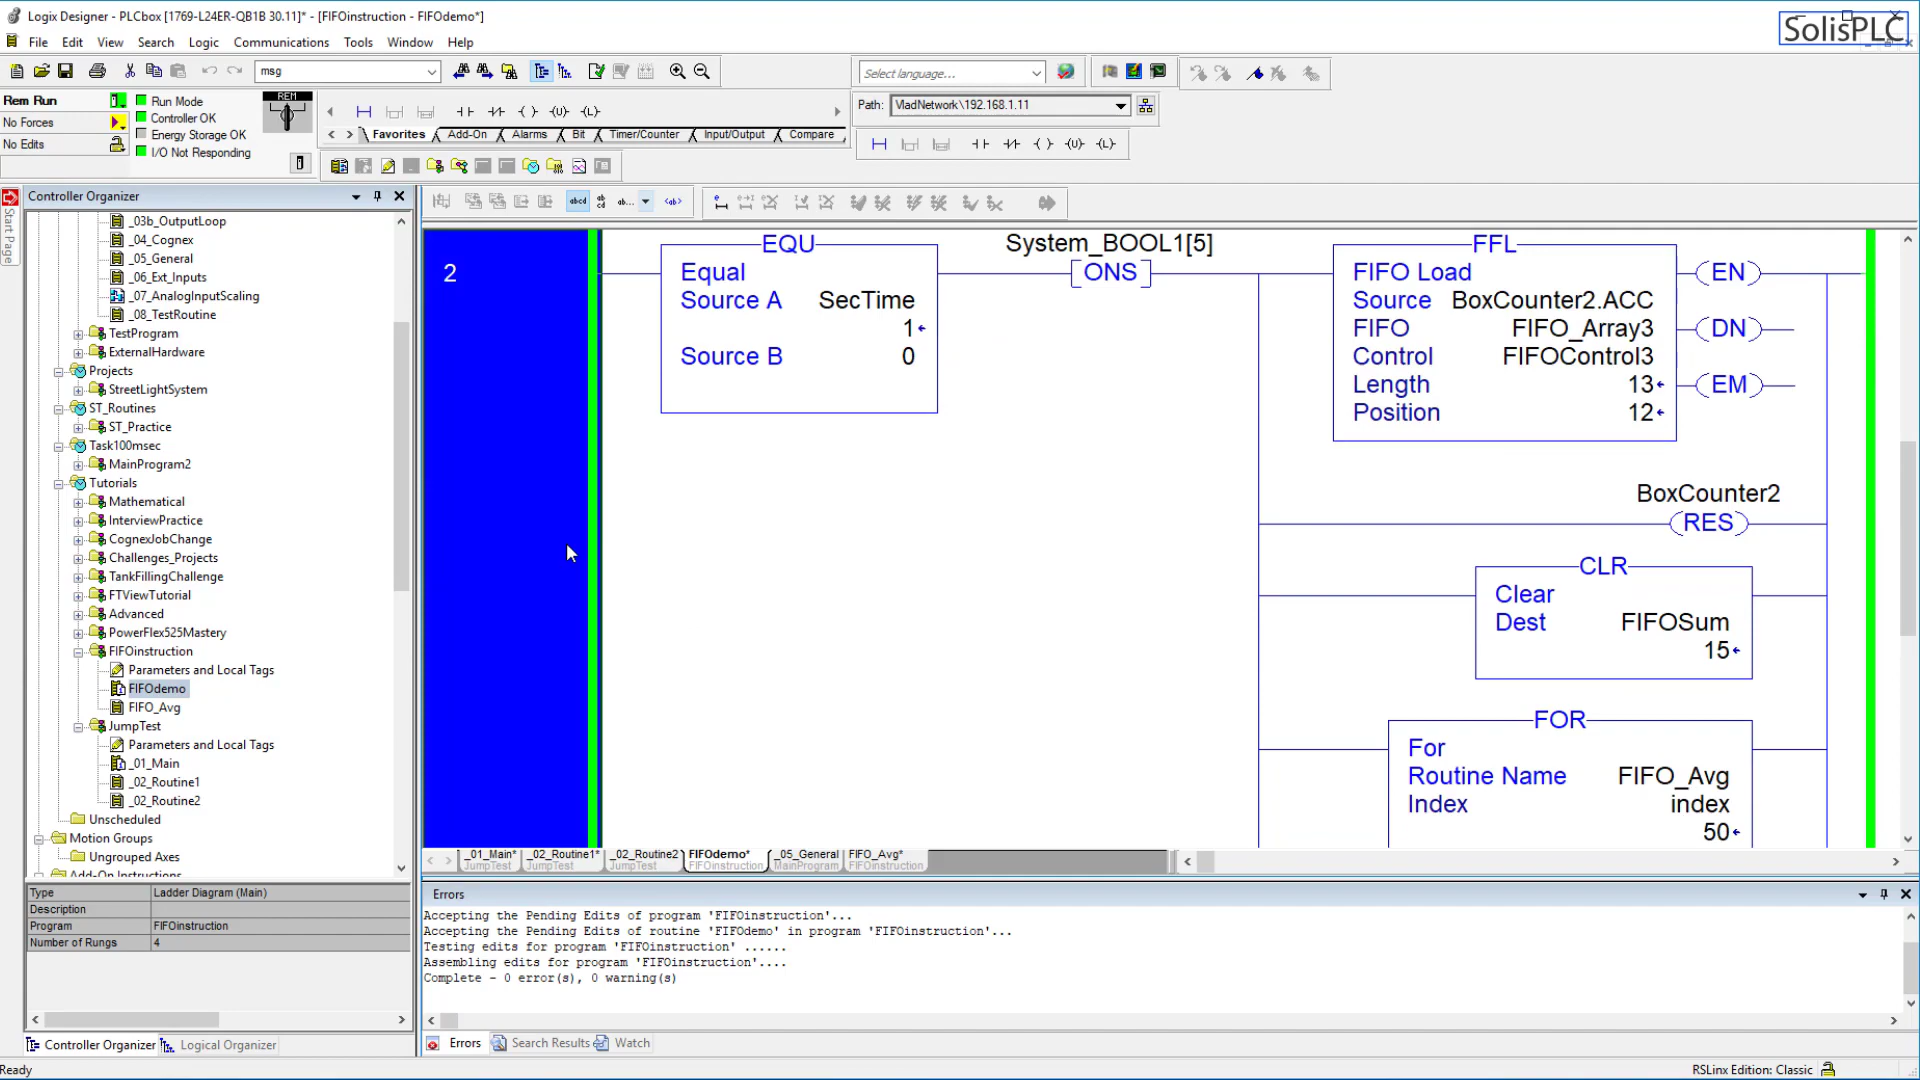 Logix Designer - PLCbox [1769-L24ER-QB1B 30.11]* - [FIFOinstruction - FIFOdemo*]
SolisPLC
File Edit View Search Logic Communications Tools Window Help
msg
Select language...
Rem Run
No Forces
No Edits
Run Mode
Controller OK
Energy Storage OK
I/O Not Responding
REM
Path: VladNetwork\192.168.1.11
Favorites Add-On Alarms Bit Timer/Counter Input/Output Compare
Start Page
Controller Organizer
_03b_OutputLoop
_04_Cognex
_05_General
_06_Ext_Inputs
_07_AnalogInputScaling
_08_TestRoutine
TestProgram
ExternalHardware
Projects
StreetLightSystem
ST_Routines
ST_Practice
Task100msec
MainProgram2
Tutorials
Mathematical
InterviewPractice
CognexJobChange
Challenges_Projects
TankFillingChallenge
FTViewTutorial
Advanced
PowerFlex525Mastery
FIFOinstruction
Parameters and Local Tags
FIFOdemo
FIFO_Avg
JumpTest
Parameters and Local Tags
_01_Main
_02_Routine1
_02_Routine2
Unscheduled
Motion Groups
Ungrouped Axes
Add-On Instructions
Type Ladder Diagram (Main)
Description
Program FIFOinstruction
Number of Rungs 4
Controller Organizer Logical Organizer
2
EQU
Equal
Source A SecTime
1
Source B 0
System_BOOL1[5]
ONS
FFL
FIFO Load
Source BoxCounter2.ACC
FIFO FIFO_Array3
Control FIFOControl3
Length 13
Position 12
EN
DN
EM
BoxCounter2
RES
CLR
Clear
Dest FIFOSum
15
FOR
For
Routine Name FIFO_Avg
Index index
50
_01_Main* _02_Routine1* _02_Routine2 FIFOdemo* _05_General FIFO_Avg*
JumpTest JumpTest JumpTest FIFOinstruction MainProgram FIFOinstruction
Errors
Accepting the Pending Edits of program 'FIFOinstruction'...
Accepting the Pending Edits of routine 'FIFOdemo' in program 'FIFOinstruction'...
Testing edits for program 'FIFOinstruction' ......
Assembling edits for program 'FIFOinstruction'....
Complete - 0 error(s), 0 warning(s)
Errors Search Results Watch
Ready
RSLinx Edition: Classic